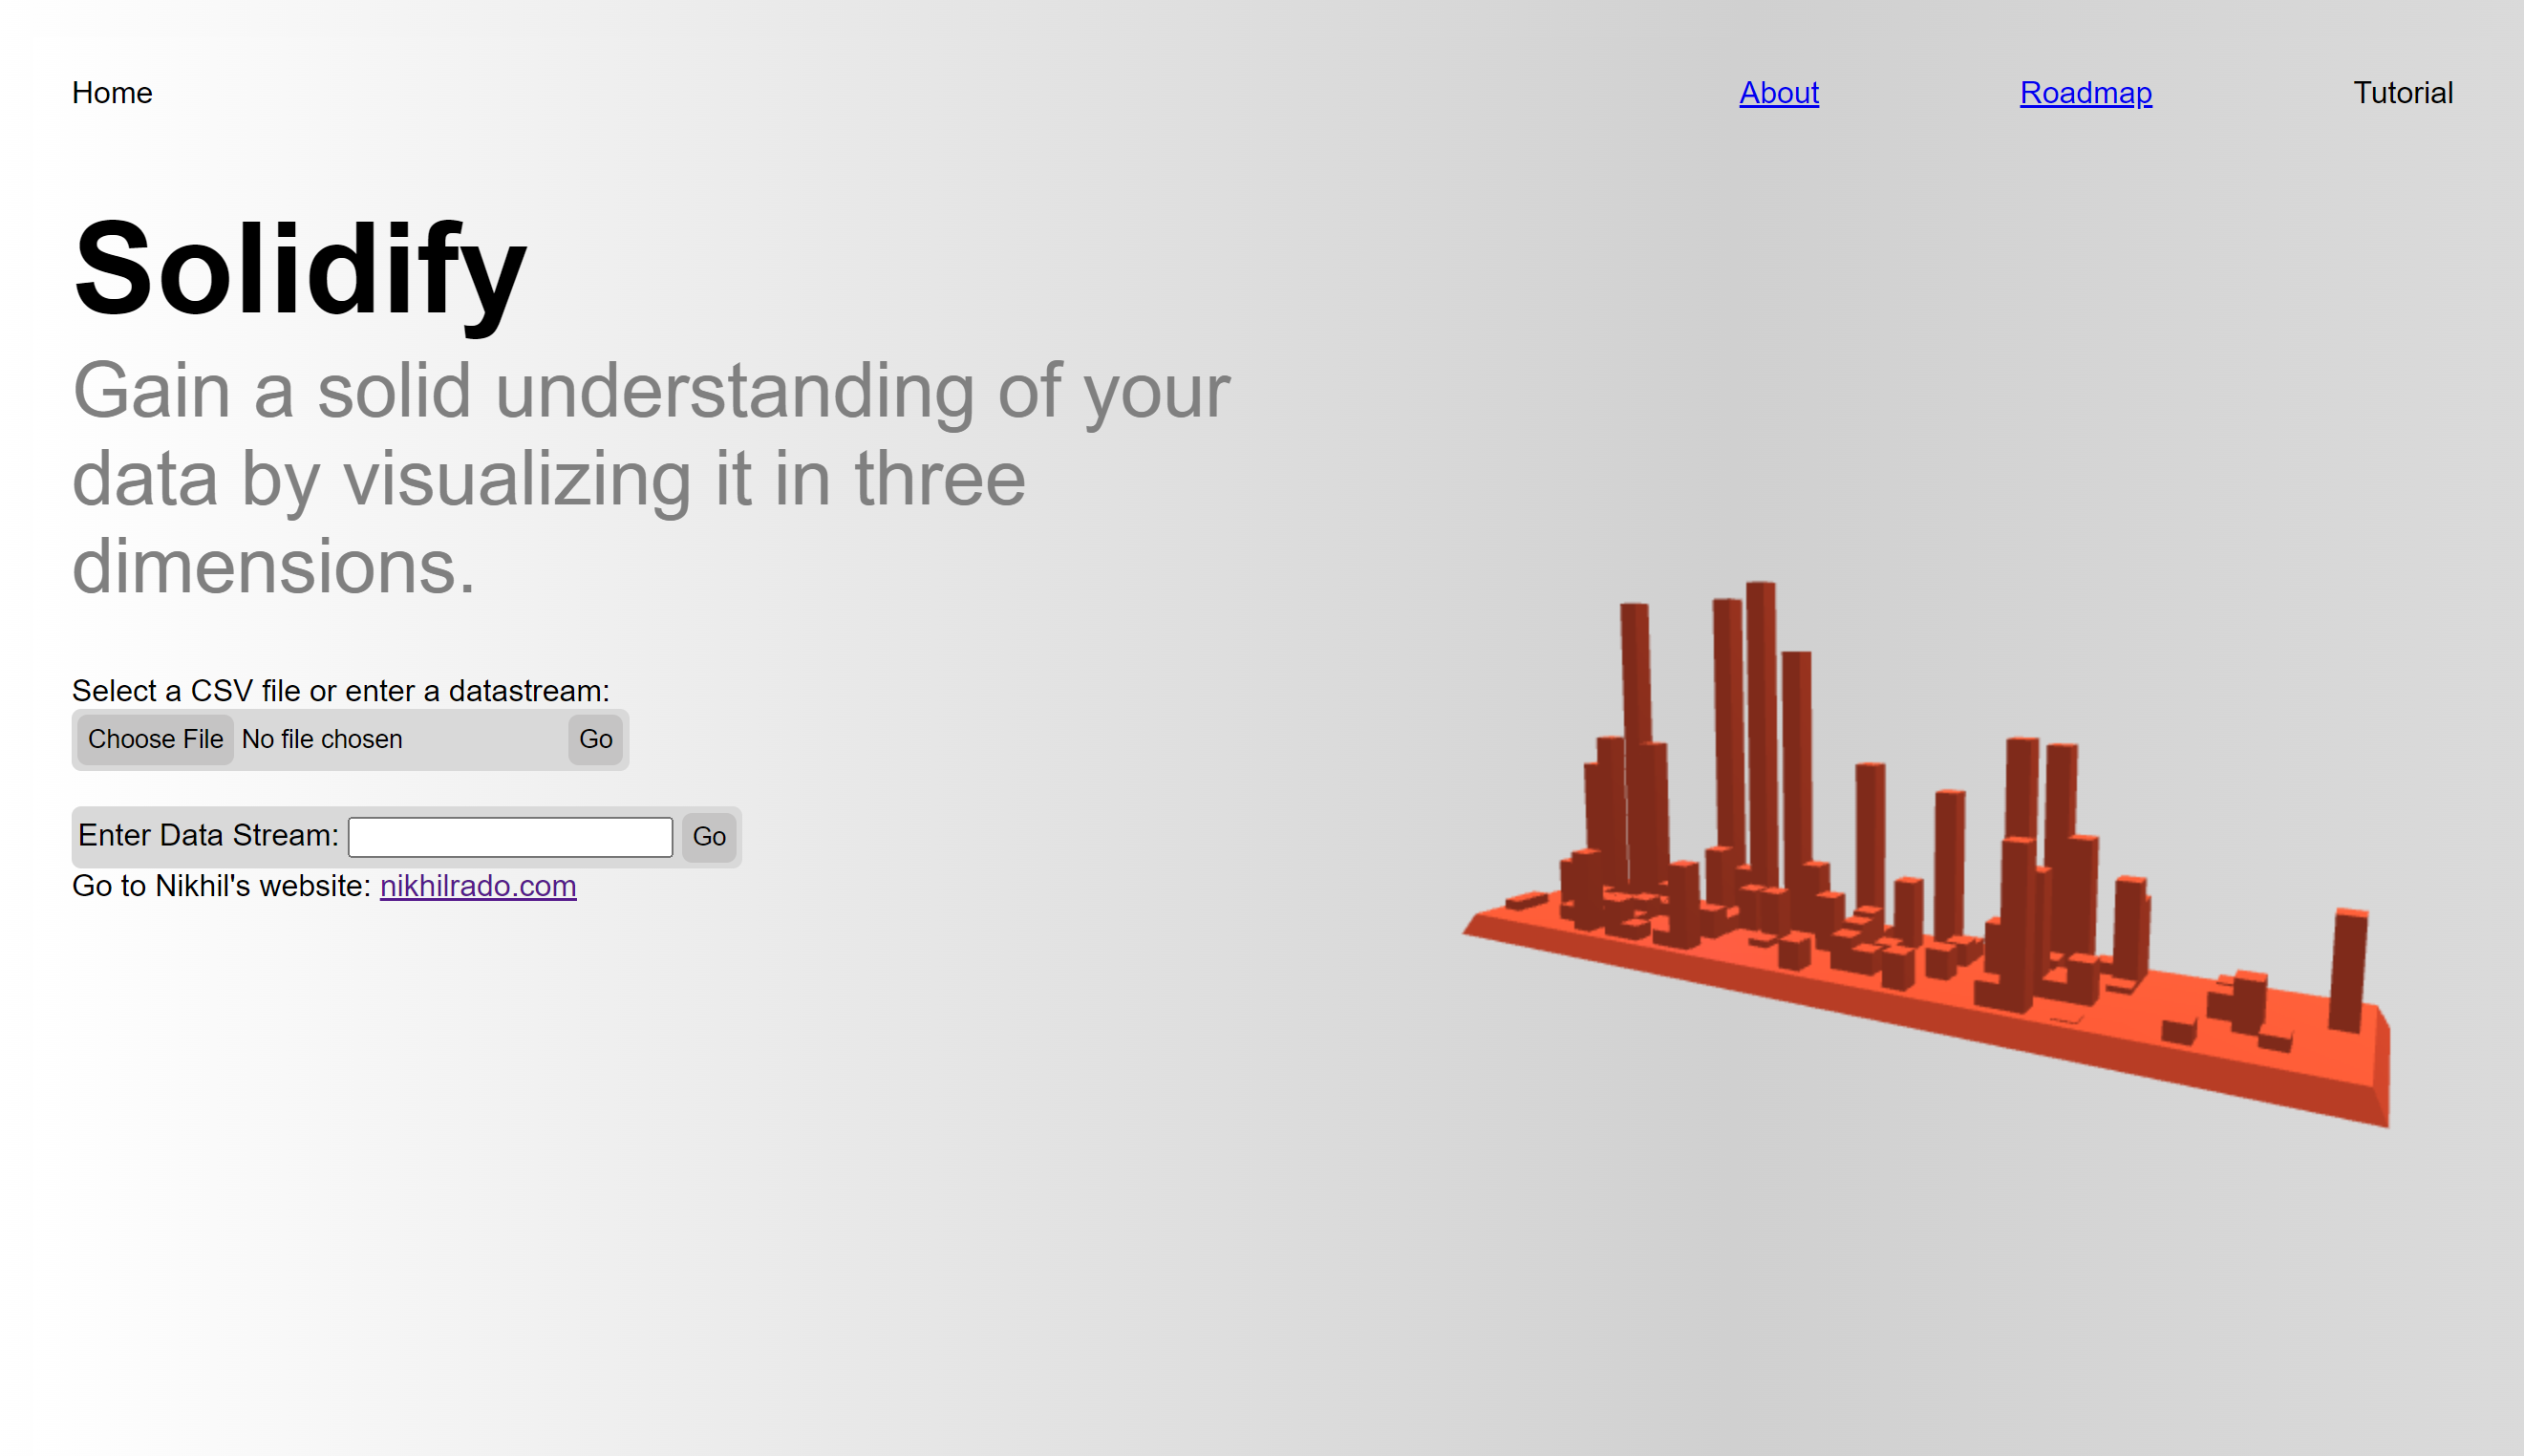 Home About Roadmap Tutorial
Solidify
Gain a solid understanding of your
data by visualizing it in three
dimensions.
Select a CSV file or enter a datastream:
Choose File No file chosen Go
Enter Data Stream: Go
Go to Nikhil's website: nikhilrado.com